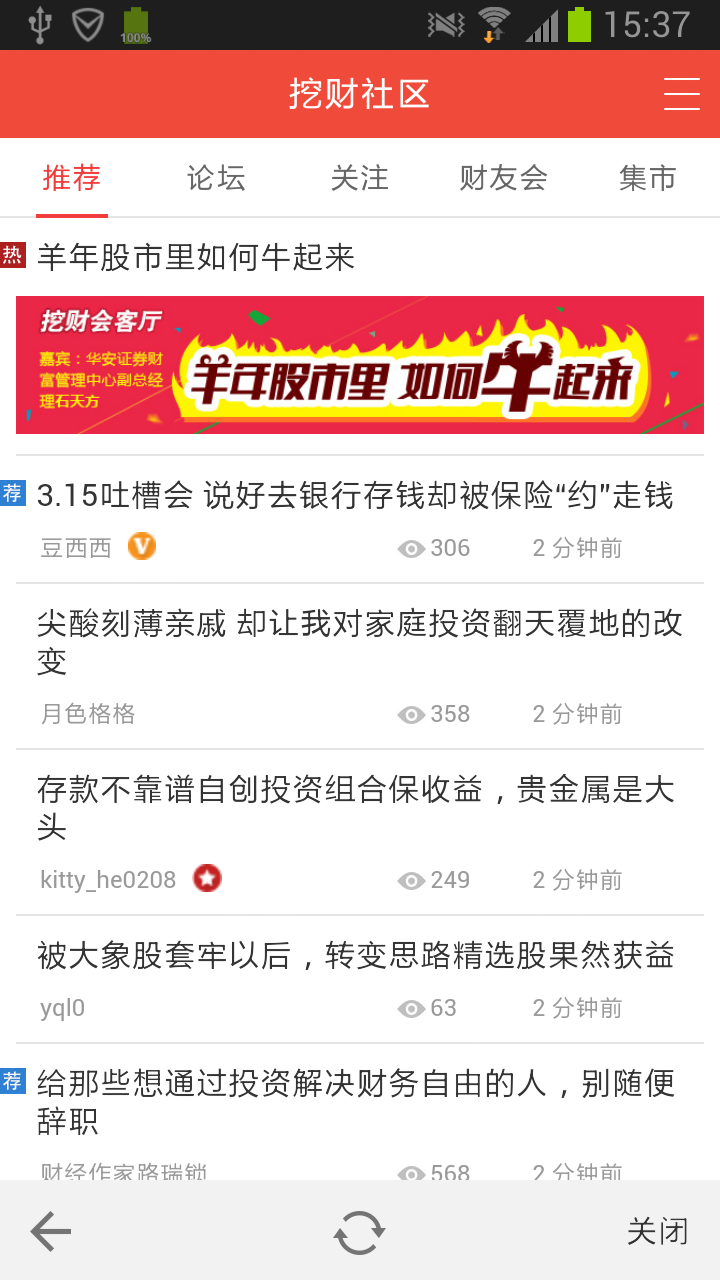 100%
15:37
挖财社区
推荐 论坛 关注 财友会 集市
热 羊年股市里如何牛起来
挖财会客厅
嘉宾：华安证券财
富管理中心副总经
理石天方
羊年股市里 如何牛起来
荐 3.15吐槽会 说好去银行存钱却被保险“约”走钱
豆西西 V 306 2 分钟前
尖酸刻薄亲戚 却让我对家庭投资翻天覆地的改
变
月色格格 358 2 分钟前
存款不靠谱自创投资组合保收益，贵金属是大
头
kitty_he0208 249 2 分钟前
被大象股套牢以后，转变思路精选股果然获益
yql0 63 2 分钟前
荐 给那些想通过投资解决财务自由的人，别随便
辞职
财经作家路瑞锁 568 2 分钟前
关闭